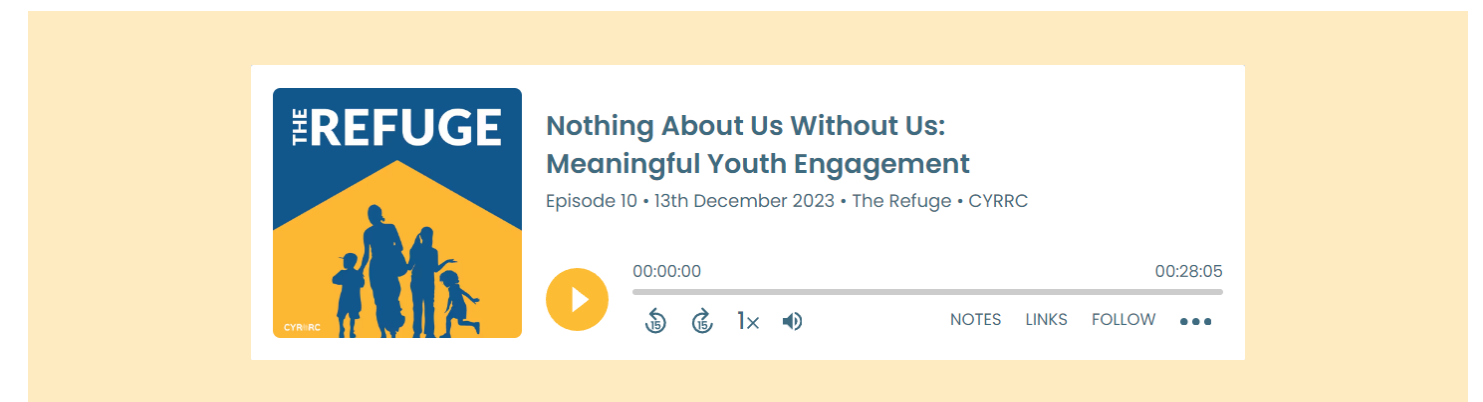 THE REFUGE
CYRRC
Nothing About Us Without Us:
Meaningful Youth Engagement
Episode 10 • 13th December 2023 • The Refuge • CYRRC
00:00:00
00:28:05
15
15
1x
NOTES
LINKS
FOLLOW